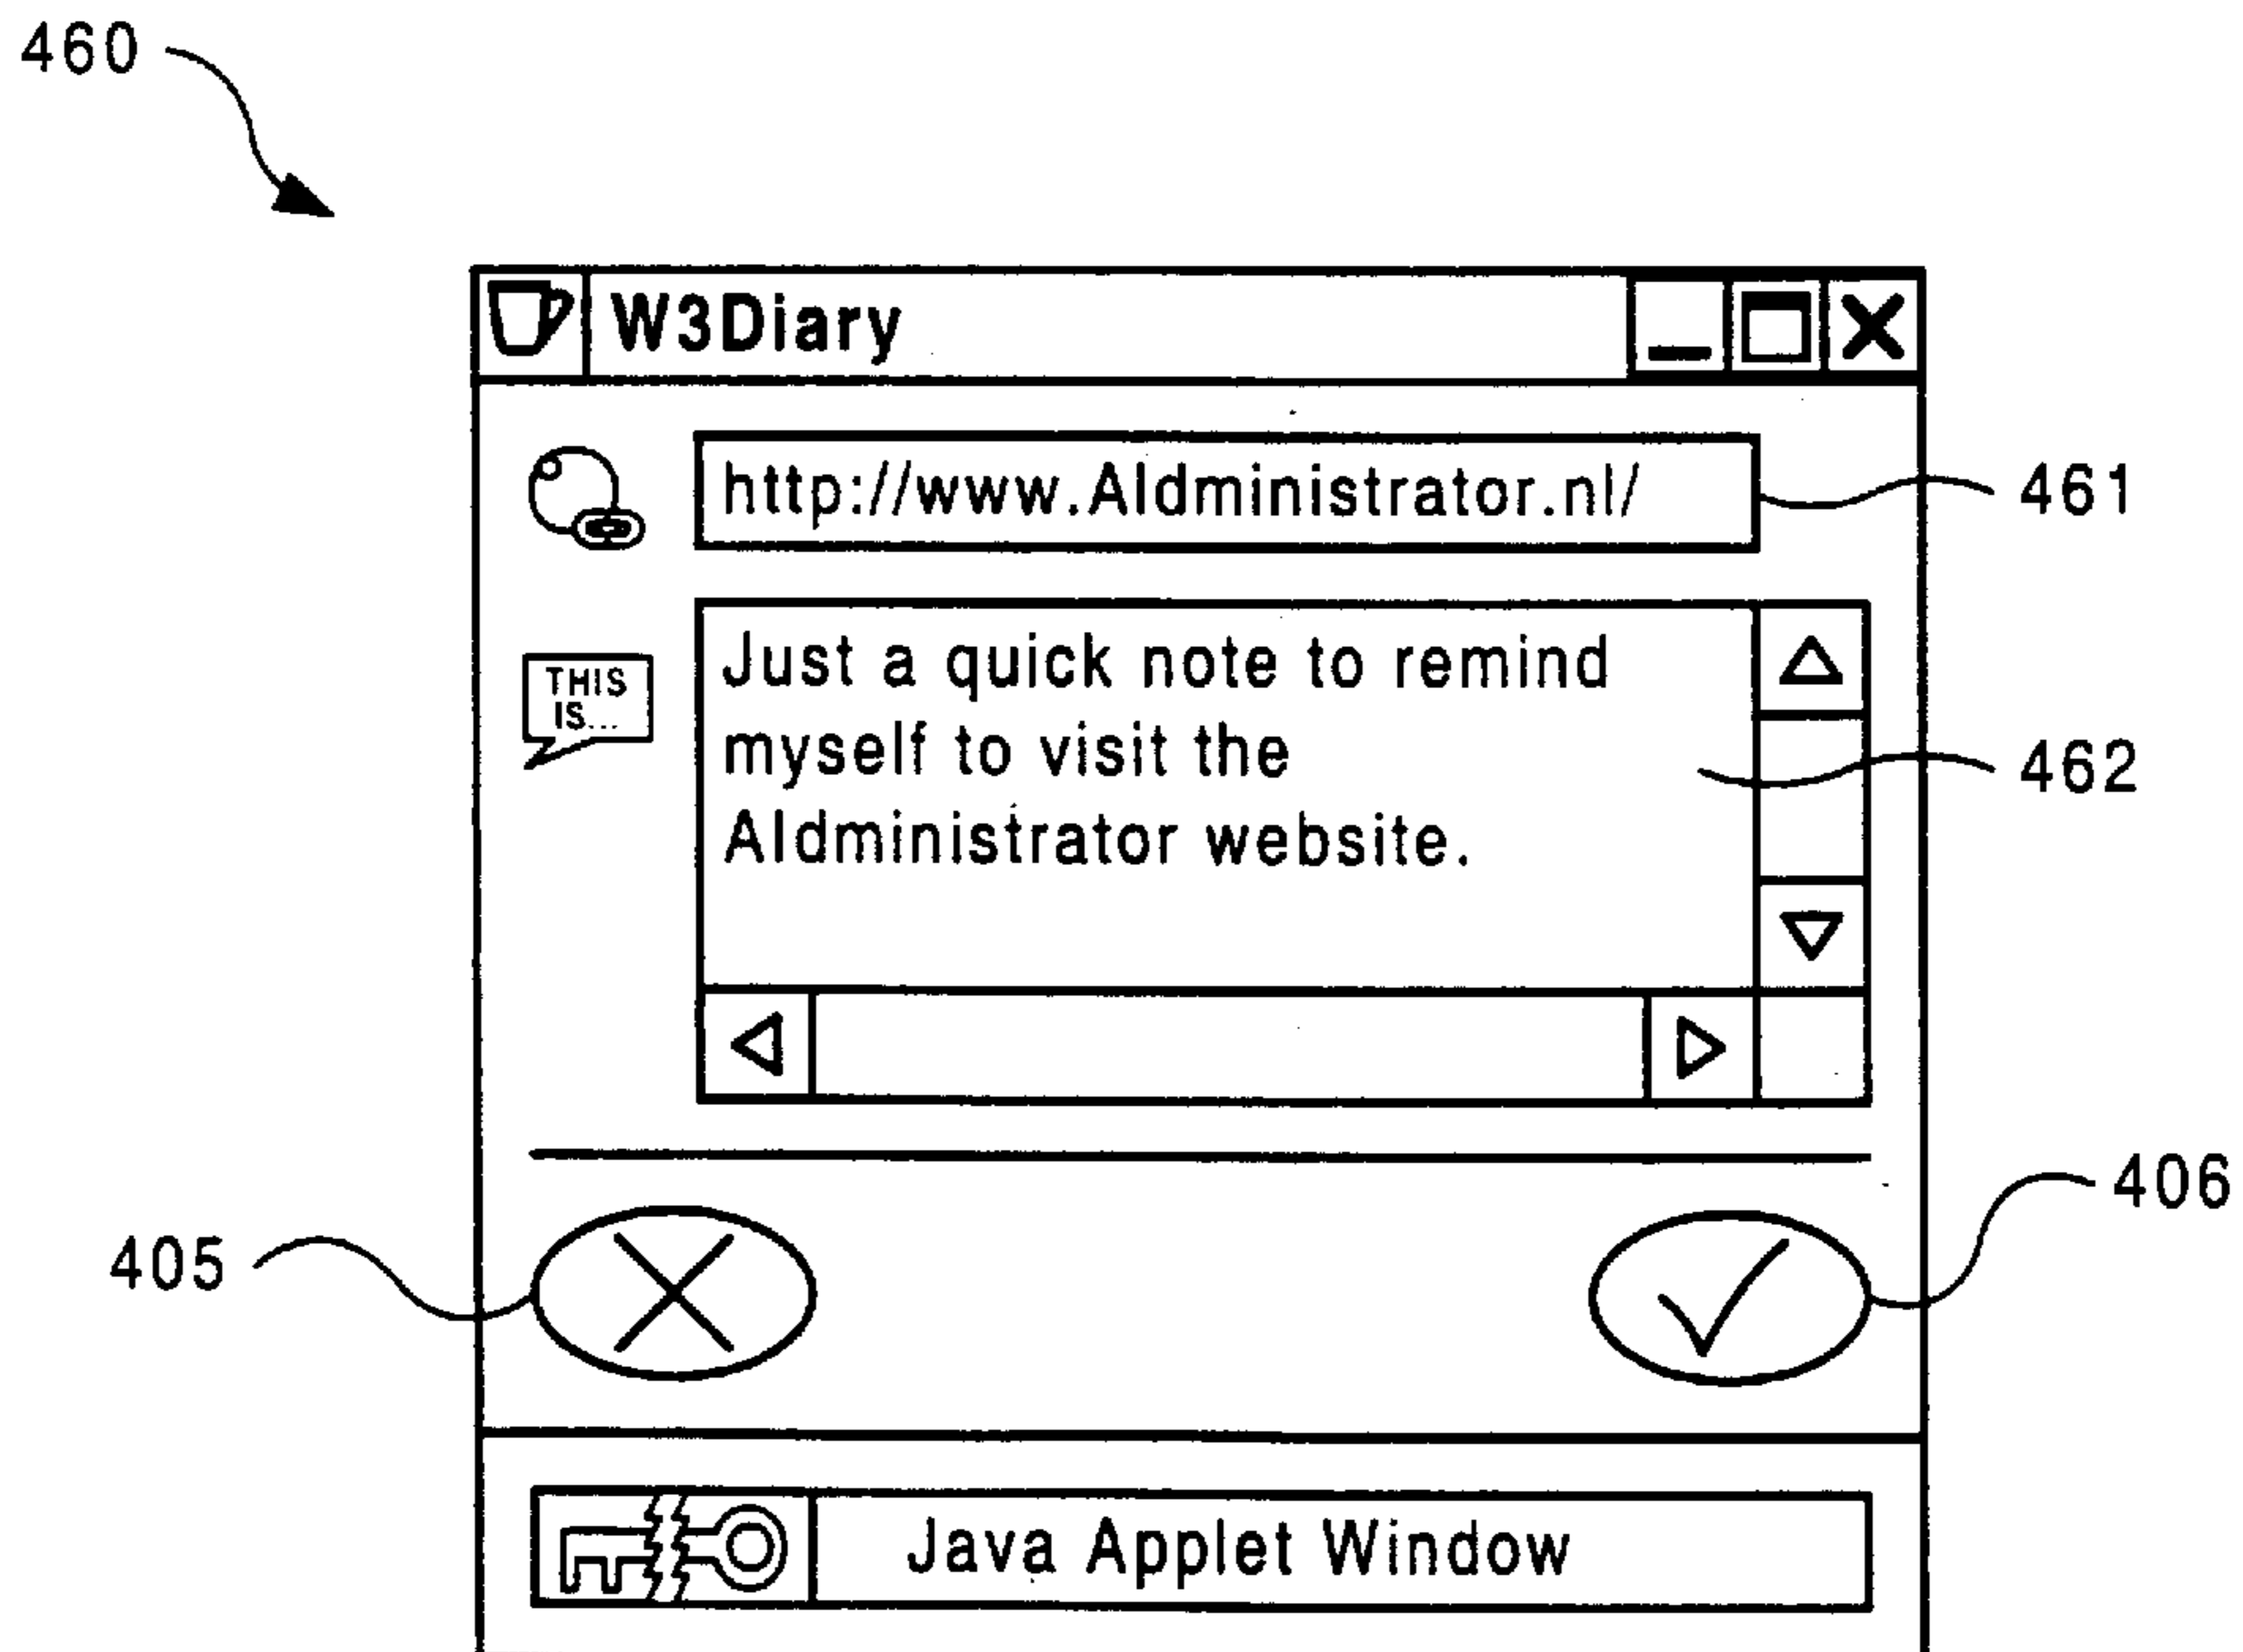 460
W3Diary
http://www.AIdministrator.nl/
461
THIS
IS...
Just a quick note to remind
myself to visit the
AIdministrator website.
462
405
406
Java Applet Window